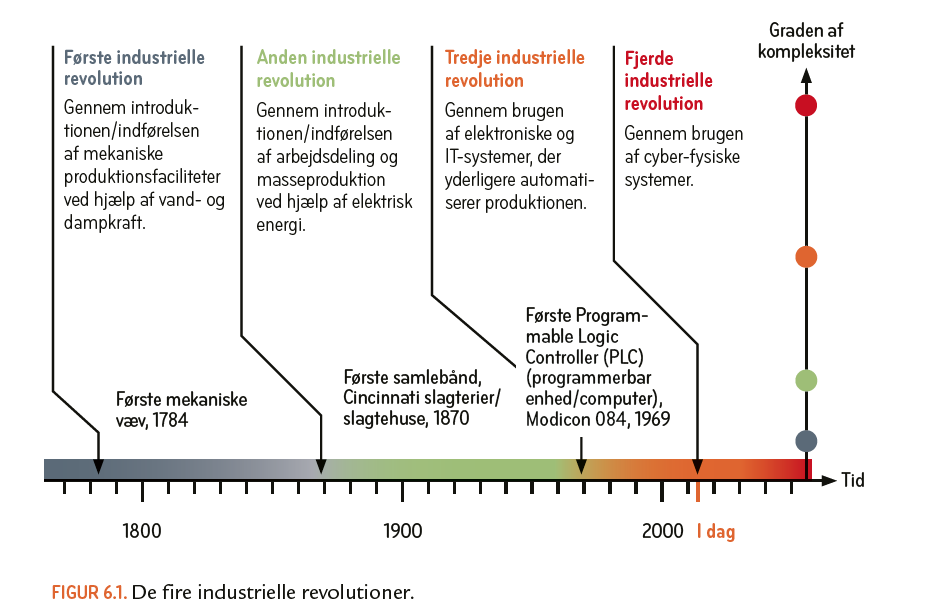 Graden af
kompleksitet
Første industrielle
revolution
Gennem introduk-
tionen/indførelsen
af mekaniske
produktionsfaciliteter
ved hjælp af vand- og
dampkraft.
Anden industrielle
revolution
Gennem introduk-
tionen/indførelsen
af arbejdsdeling og
masseproduktion
ved hjælp af elektrisk
energi.
Tredje industrielle
revolution
Gennem brugen
af elektroniske og
IT-systemer, der
yderligere automati-
serer produktionen.
Fjerde
industrielle
revolution
Gennem brugen
af cyber-fysiske
systemer.
Første mekaniske
væv, 1784
Første samlebånd,
Cincinnati slagterier/
slagtehuse, 1870
Første Program-
mable Logic
Controller (PLC)
(programmerbar
enhed/computer),
Modicon 084, 1969
Tid
1800
1900
2000
I dag
FIGUR 6.1. De fire industrielle revolutioner.